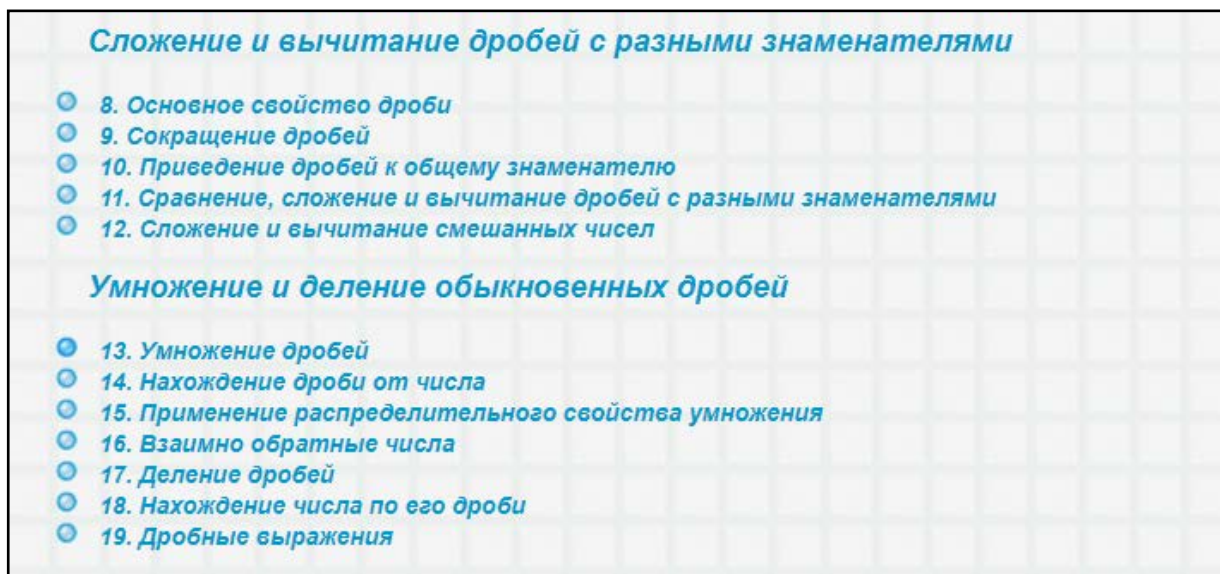 Сложение и вычитание дробей с разными знаменателями
8. Основное свойство дроби
9. Сокращение дробей
10. Приведение дробей к общему знаменателю
11. Сравнение, сложение и вычитание дробей с разными знаменателями
12. Сложение и вычитание смешанных чисел
Умножение и деление обыкновенных дробей
13. Умножение дробей
14. Нахождение дроби от числа
15. Применение распределительного свойства умножения
16. Взаимно обратные числа
17. Деление дробей
18. Нахождение числа по его дроби
19. Дробные выражения